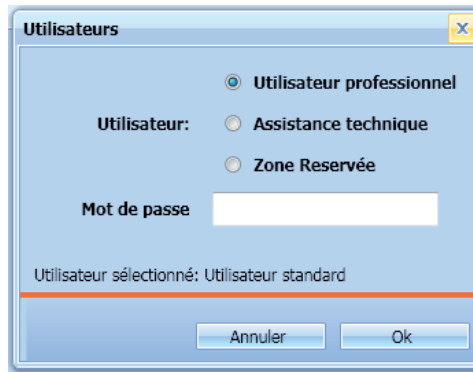 Utilisateurs
Utilisateur professionnel
Utilisateur: Assistance technique
Zone Reservée
Mot de passe
Utilisateur sélectionné: Utilisateur standard
Annuler Ok